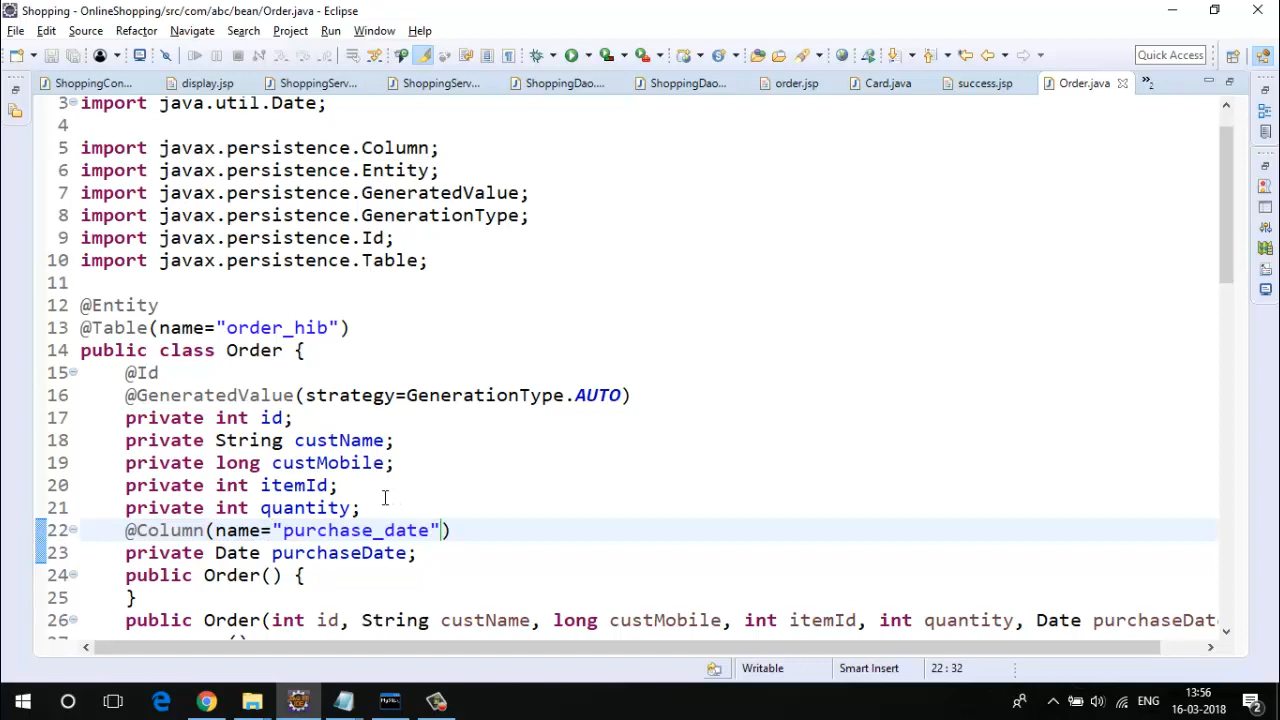 Shopping - OnlineShopping/src/com/abc/bean/Order.java - Eclipse
File Edit Source Refactor Navigate Search Project Run Window Help
Quick Access
ShoppingCon... display.jsp ShoppingServ... ShoppingServ... ShoppingDao.... ShoppingDao... order.jsp Card.java success.jsp Order.java »2
3 import java.util.Date;
4
5 import javax.persistence.Column;
6 import javax.persistence.Entity;
7 import javax.persistence.GeneratedValue;
8 import javax.persistence.GenerationType;
9 import javax.persistence.Id;
10 import javax.persistence.Table;
11
12 @Entity
13 @Table(name="order_hib")
14 public class Order {
15 @Id
16 @GeneratedValue(strategy=GenerationType.AUTO)
17 private int id;
18 private String custName;
19 private long custMobile;
20 private int itemId;
21 private int quantity;
22 @Column(name="purchase_date")
23 private Date purchaseDate;
24 public Order() {
25 }
26 public Order(int id, String custName, long custMobile, int itemId, int quantity, Date purchaseDat
Writable Smart Insert 22 : 32
ENG 13:56
16-03-2018 2